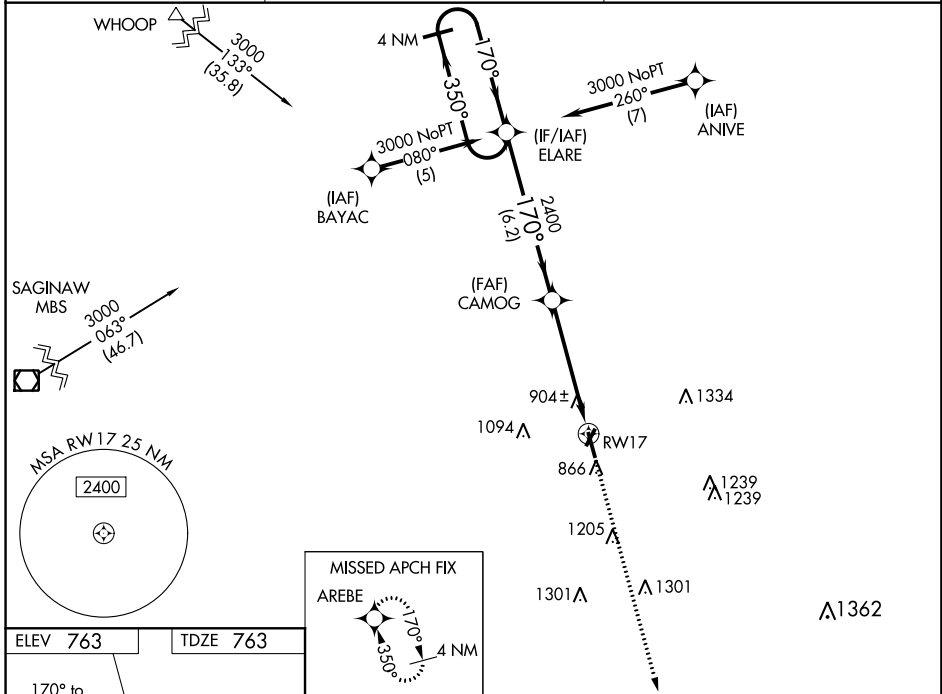 WHOOP
3000
133°
(35.8)
4 NM
170°
350°
3000 NoPT
260°
(7)
(IAF)
ANIVE
3000 NoPT
080°
(5)
(IF/IAF)
ELARE
(IAF)
BAYAC
2400
170°
(6.2)
(FAF)
CAMOG
SAGINAW
MBS
3000
063°
(46.7)
904±
1334
1094
RW17
866
1239
1239
MSA RW17 25 NM
2400
1205
1301
1301
1362
MISSED APCH FIX
AREBE
170°
350°
4 NM
ELEV 763
TDZE 763
170° to